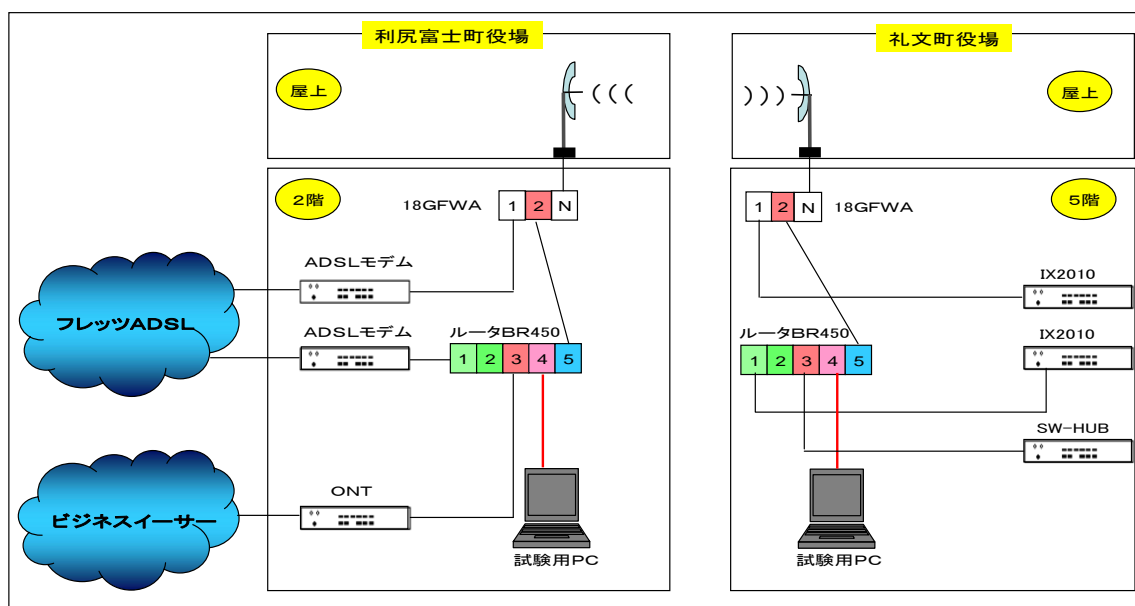 利尻富士町役場
屋上
(((
2階
18GFWA
1 2 N
ADSLモデム
フレッツADSL
ADSLモデム
ルータBR450
1 2 3 4 5
ビジネスイーサー
ONT
試験用PC
礼文町役場
)))
屋上
5階
1 2 N
18GFWA
IX2010
ルータBR450
IX2010
1 2 3 4 5
SW-HUB
試験用PC